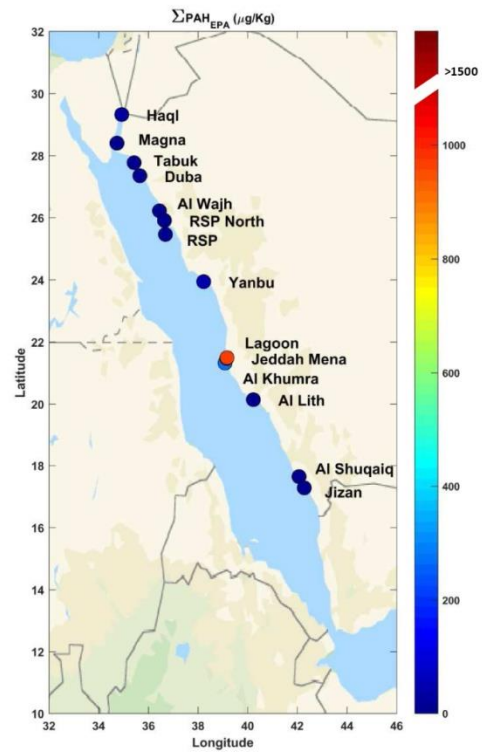 ΣPAH_EPA (μg/Kg)
32
30
28
26
24
22
20
18
16
14
12
10
Latitude
Haql
Magna
Tabuk
Duba
Al Wajh
RSP North
RSP
Yanbu
Lagoon
Jeddah Mena
Al Khumra
Al Lith
Al Shuqaiq
Jizan
32 34 36 38 40 42 44 46
Longitude
>1500
1000
800
600
400
200
0